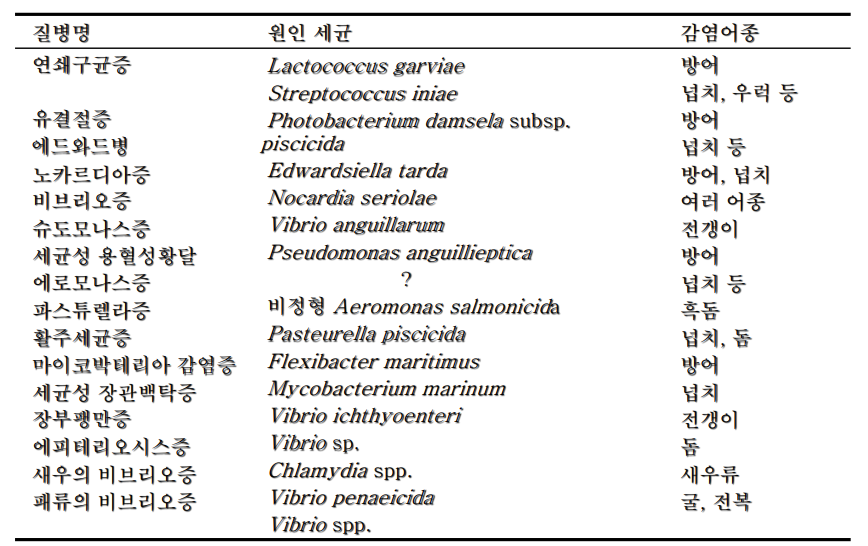 질병명 원인 세균 감염어종
연쇄구균증 Lactococcus garviae 방어
Streptococcus iniae 넙치, 우럭 등
유결절증 Photobacterium damsela subsp. 방어
에드와드병 piscicida 넙치 등
노카르디아증 Edwardsiella tarda 방어, 넙치
비브리오증 Nocardia seriolae 여러 어종
슈도모나스증 Vibrio anguillarum 전갱이
세균성 용혈성황달 Pseudomonas anguillieptica 방어
에로모나스증 ? 넙치 등
파스튜렐라증 비정형 Aeromonas salmonicida 흑돔
활주세균증 Pasteurella piscicida 넙치, 돔
마이코박테리아 감염증 Flexibacter maritimus 방어
세균성 장관백탁증 Mycobacterium marinum 넙치
장부팽만증 Vibrio ichthyoenteri 전갱이
에피테리오시스증 Vibrio sp. 돔
새우의 비브리오증 Chlamydia spp. 새우류
패류의 비브리오증 Vibrio penaeicida 굴, 전복
Vibrio spp.